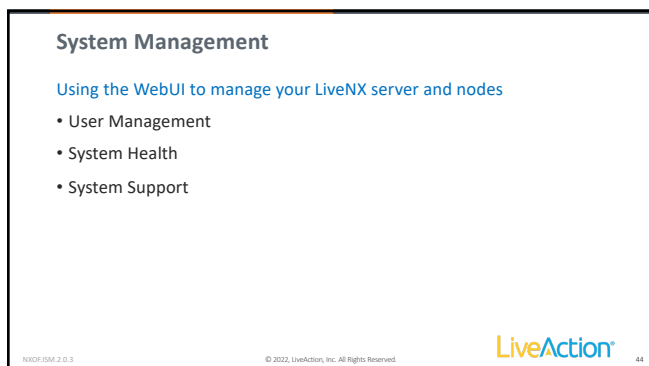 System Management
Using the WebUI to manage your LiveNX server and nodes
• User Management
• System Health
• System Support
NXOF.ISM.2.0.3
© 2022, LiveAction, Inc. All Rights Reserved.
LiveAction®
44